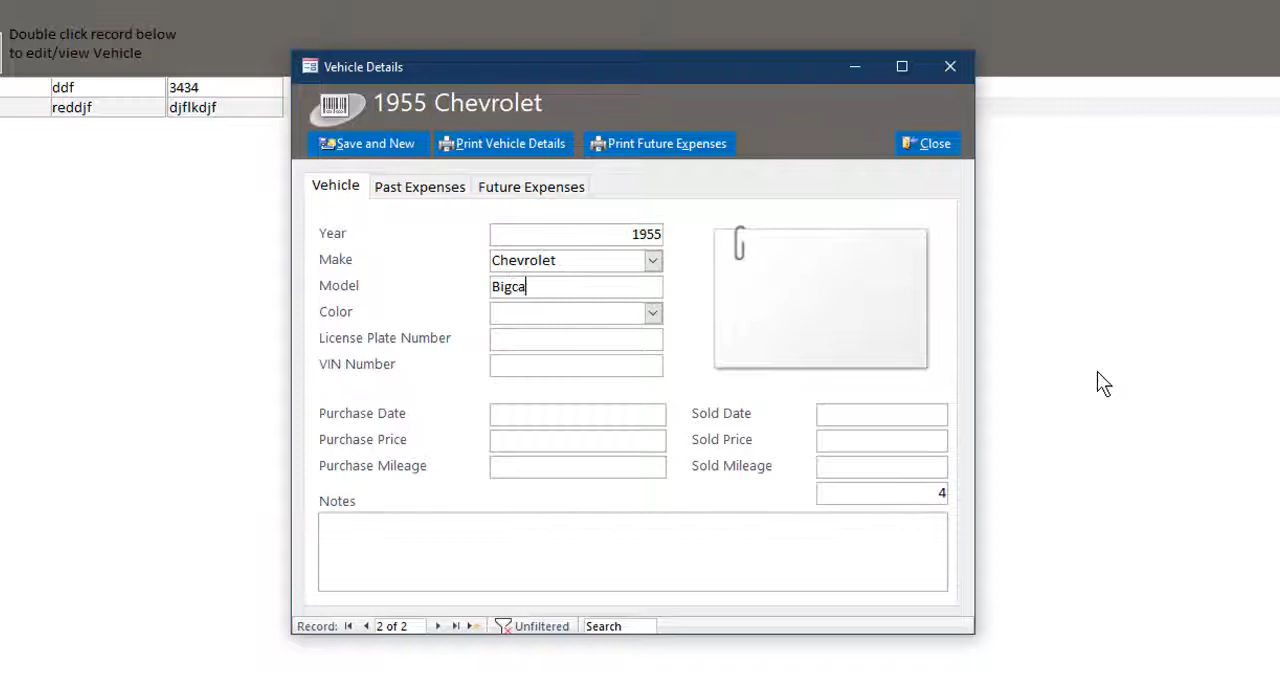 Double click record below
to edit/view Vehicle
ddf 3434
reddjf djflkdjf
Vehicle Details
1955 Chevrolet
Save and New Print Vehicle Details Print Future Expenses Close
Vehicle Past Expenses Future Expenses
Year 1955
Make Chevrolet
Model Bigca
Color
License Plate Number
VIN Number
Purchase Date Sold Date
Purchase Price Sold Price
Purchase Mileage Sold Mileage
4
Notes
Record: 2 of 2 Unfiltered Search